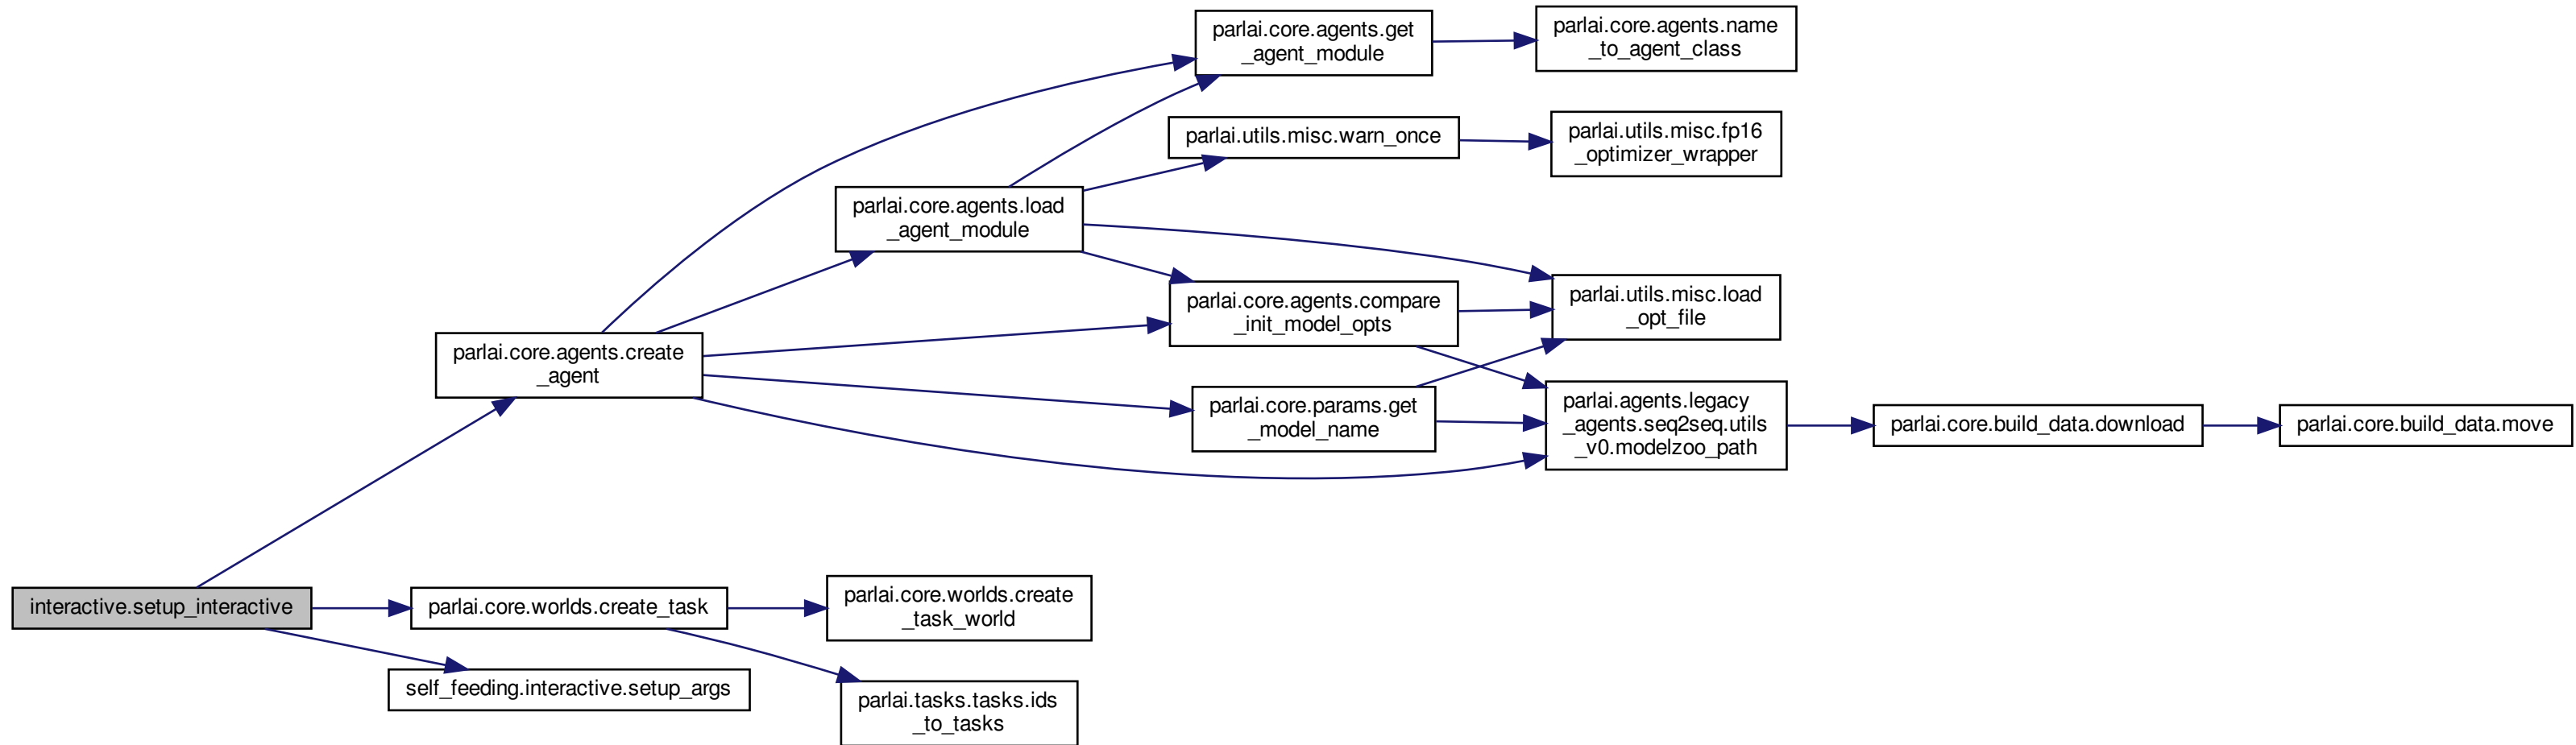 parlai.core.agents.get
_agent_module
parlai.core.agents.name
_to_agent_class
parlai.utils.misc.warn_once
parlai.utils.misc.fp16
_optimizer_wrapper
parlai.core.agents.load
_agent_module
parlai.core.agents.compare
_init_model_opts
parlai.utils.misc.load
_opt_file
parlai.core.agents.create
_agent
parlai.core.params.get
_model_name
parlai.agents.legacy
_agents.seq2seq.utils
_v0.modelzoo_path
parlai.core.build_data.download
parlai.core.build_data.move
interactive.setup_interactive
parlai.core.worlds.create_task
parlai.core.worlds.create
_task_world
self_feeding.interactive.setup_args
parlai.tasks.tasks.ids
_to_tasks